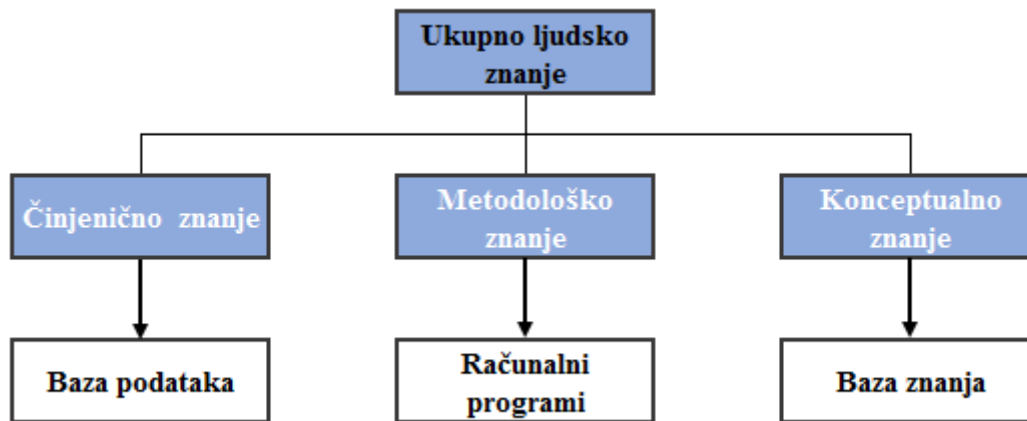 Ukupno ljudsko
znanje
Činjenično znanje
Metodološko
znanje
Konceptualno
znanje
Baza podataka
Računalni
programi
Baza znanja